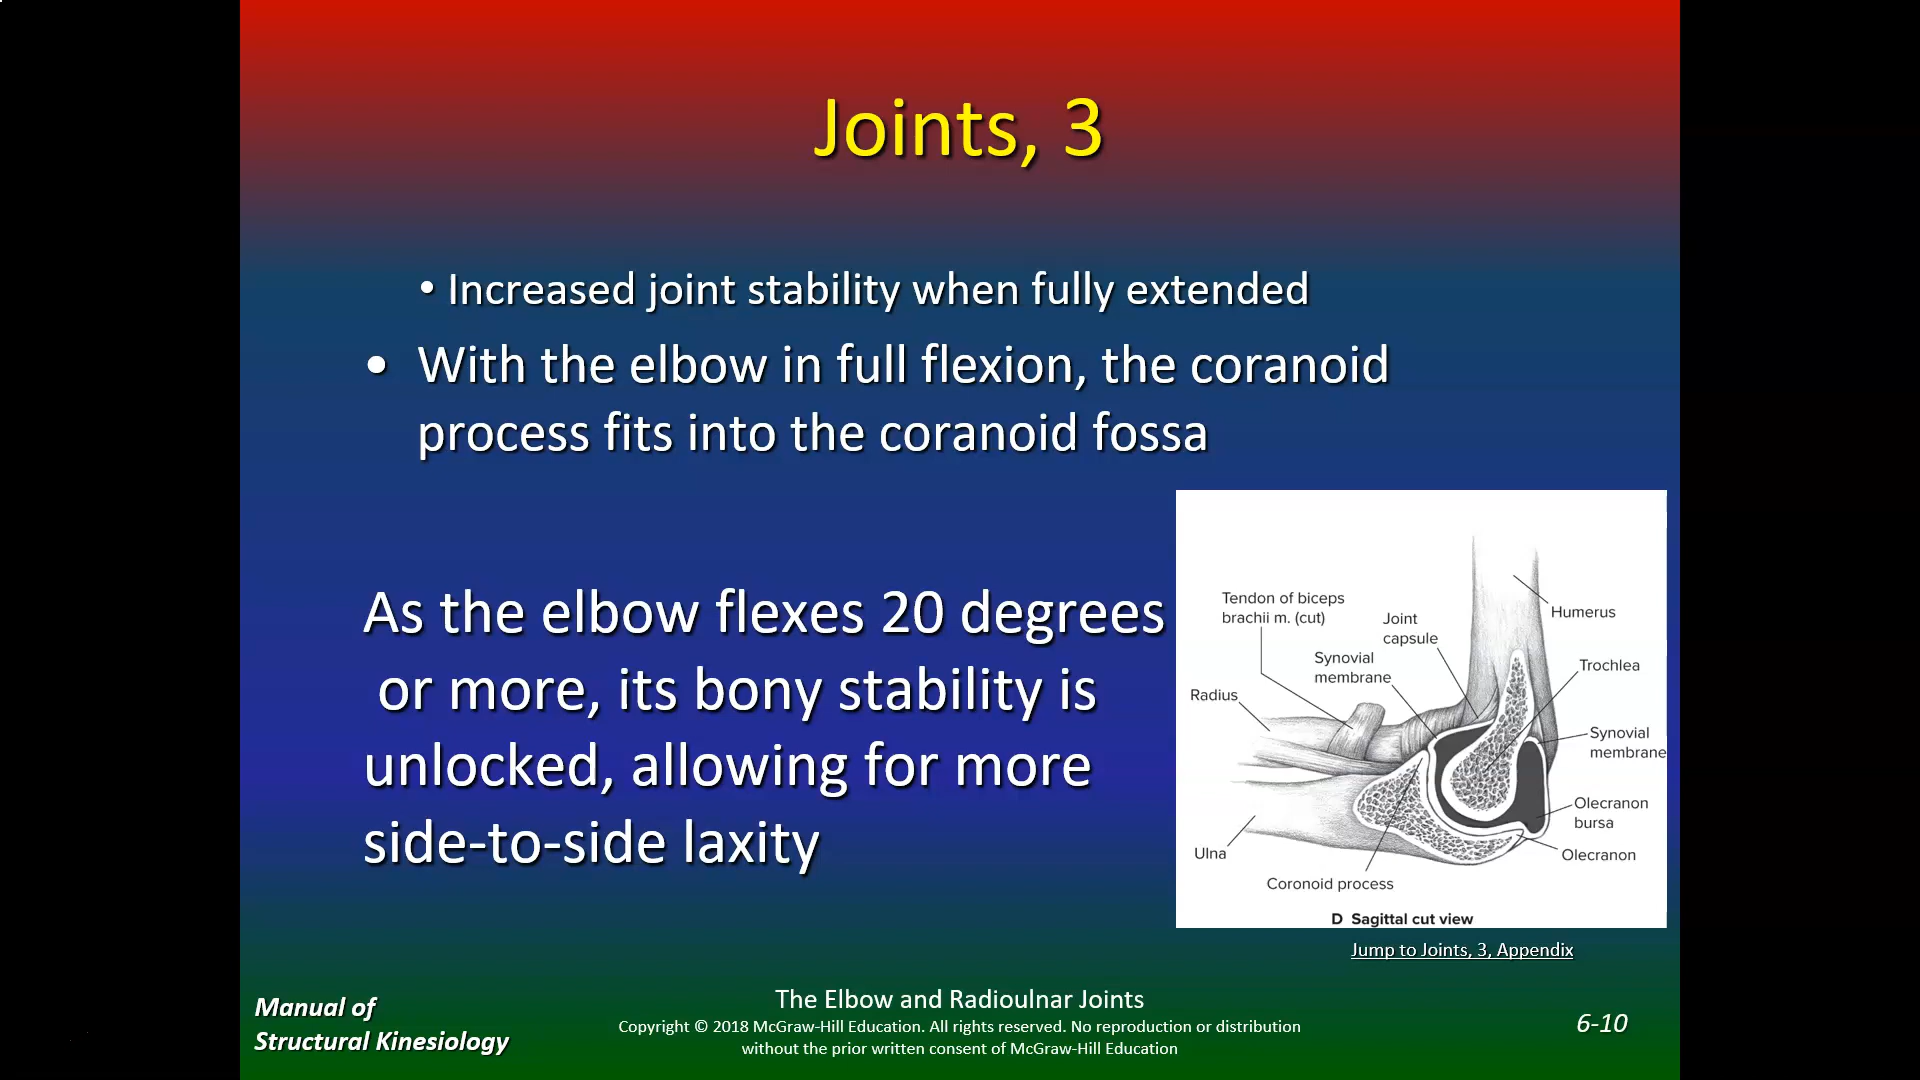 Joints, 3
• Increased joint stability when fully extended
• With the elbow in full flexion, the coranoid
process fits into the coranoid fossa
As the elbow flexes 20 degrees
or more, its bony stability is
unlocked, allowing for more
side-to-side laxity
Tendon of biceps
brachii m. (cut)
Joint
capsule
Synovial
membrane
Radius
Humerus
Trochlea
Synovial
membrane
Olecranon
bursa
Olecranon
Ulna
Coronoid process
D Sagittal cut view
Jump to Joints, 3, Appendix
Manual of
Structural Kinesiology
The Elbow and Radioulnar Joints
Copyright © 2018 McGraw-Hill Education. All rights reserved. No reproduction or distribution
without the prior written consent of McGraw-Hill Education
6-10